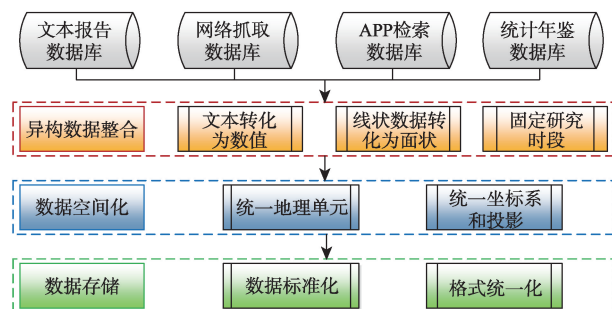 文本报告
数据库
网络抓取
数据库
APP检索
数据库
统计年鉴
数据库
异构数据整合
文本转化
为数值
线状数据转
化为面状
固定研究
时段
数据空间化
统一地理单元
统一坐标系
和投影
数据存储
数据标准化
格式统一化